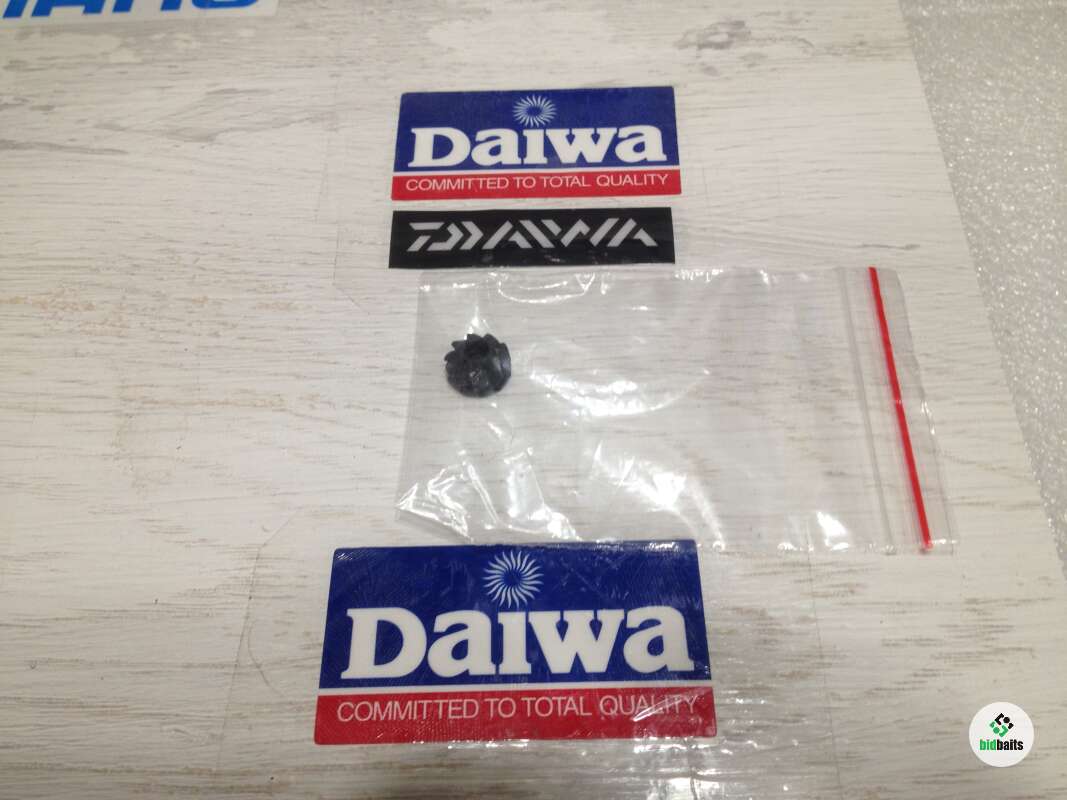 Daiwa
COMMITTED TO TOTAL QUALITY
DAIWA
Daiwa
COMMITTED TO TOTAL QUALITY
bidbaits